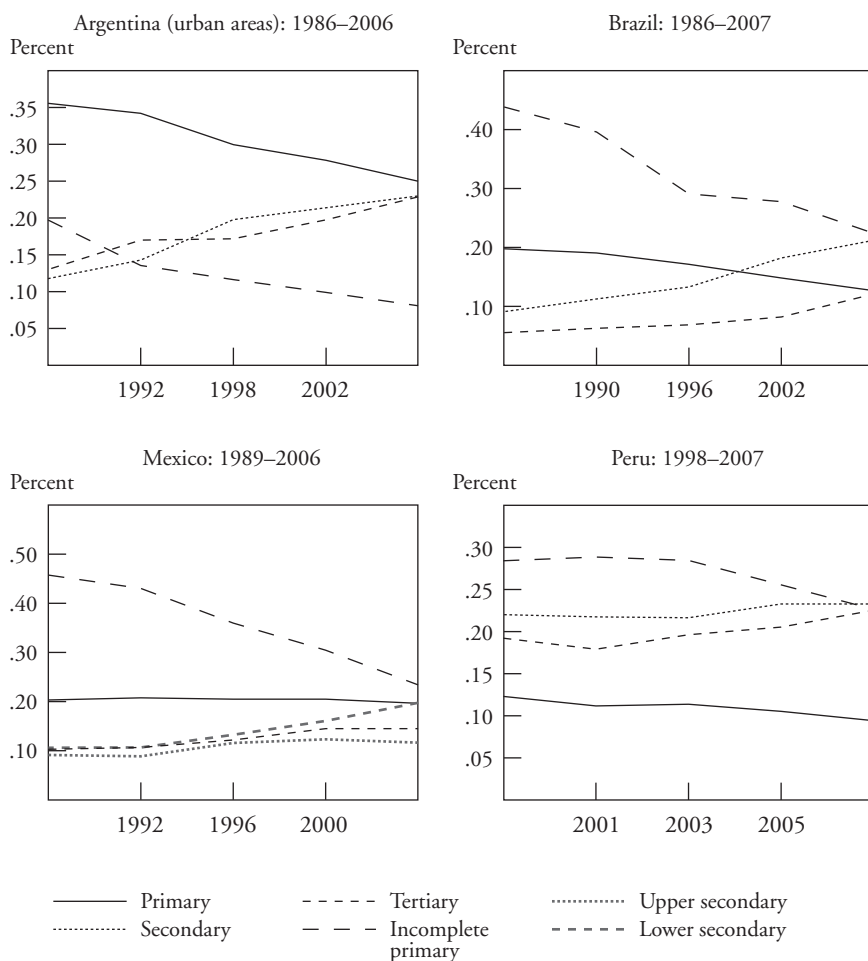 Argentina (urban areas): 1986–2006
Percent
.35
.30
.25
.20
.15
.10
.05
1992 1998 2002
Brazil: 1986–2007
Percent
.40
.30
.20
.10
1990 1996 2002
Mexico: 1989–2006
Percent
.50
.40
.30
.20
.10
1992 1996 2000
Peru: 1998–2007
Percent
.30
.25
.20
.15
.10
.05
2001 2003 2005
Primary
Secondary
Tertiary
Incomplete
primary
Upper secondary
Lower secondary